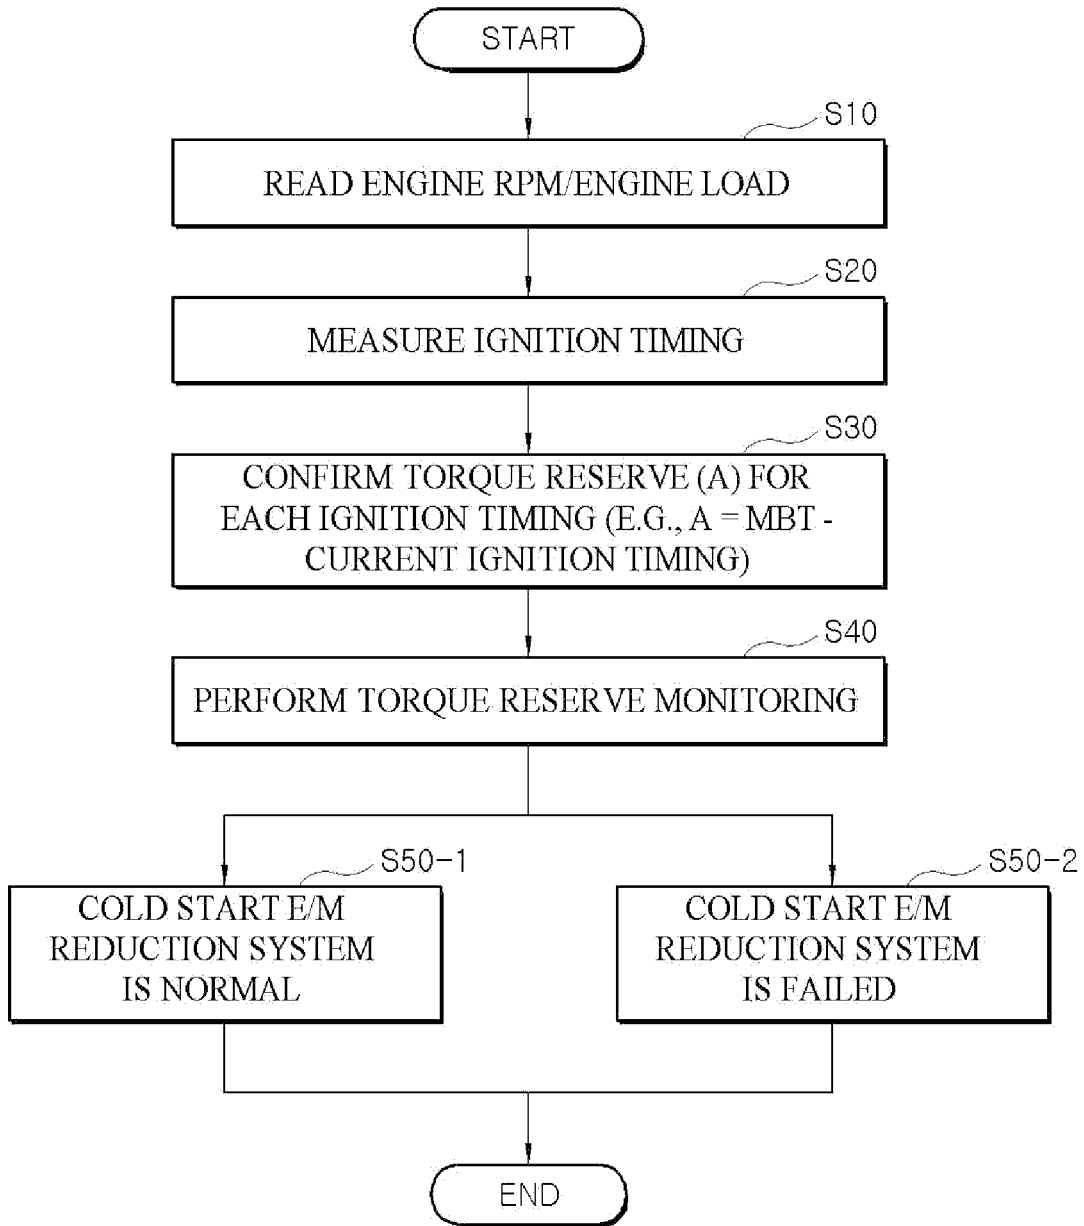 START
S10
READ ENGINE RPM/ENGINE LOAD
S20
MEASURE IGNITION TIMING
S30
CONFIRM TORQUE RESERVE (A) FOR
EACH IGNITION TIMING (E.G., A = MBT -
CURRENT IGNITION TIMING)
S40
PERFORM TORQUE RESERVE MONITORING
S50-1
COLD START E/M
REDUCTION SYSTEM
IS NORMAL
S50-2
COLD START E/M
REDUCTION SYSTEM
IS FAILED
END